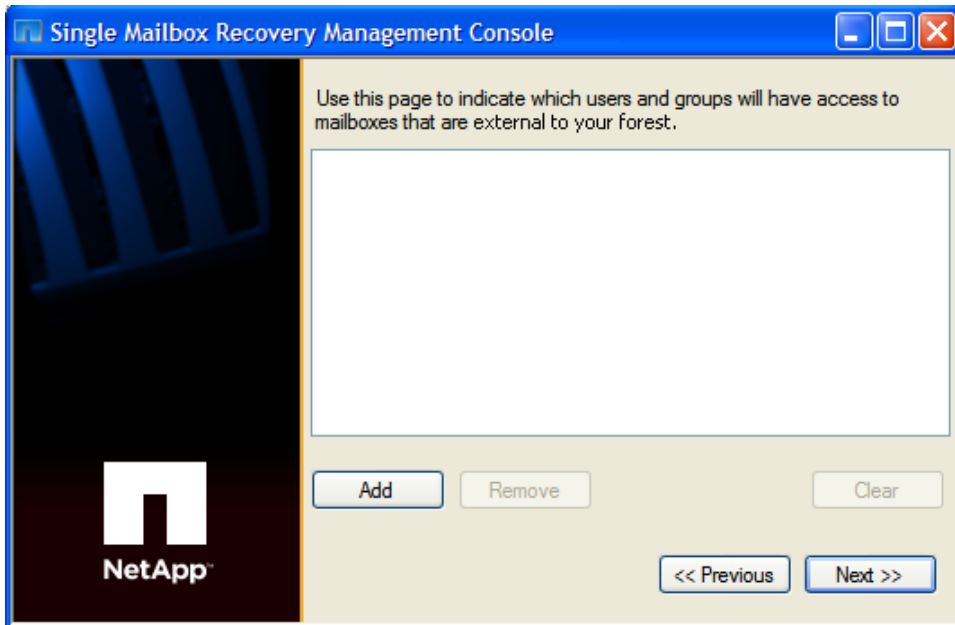 Single Mailbox Recovery Management Console
Use this page to indicate which users and groups will have access to
mailboxes that are external to your forest.
Add
Remove
Clear
NetApp™
<< Previous
Next >>